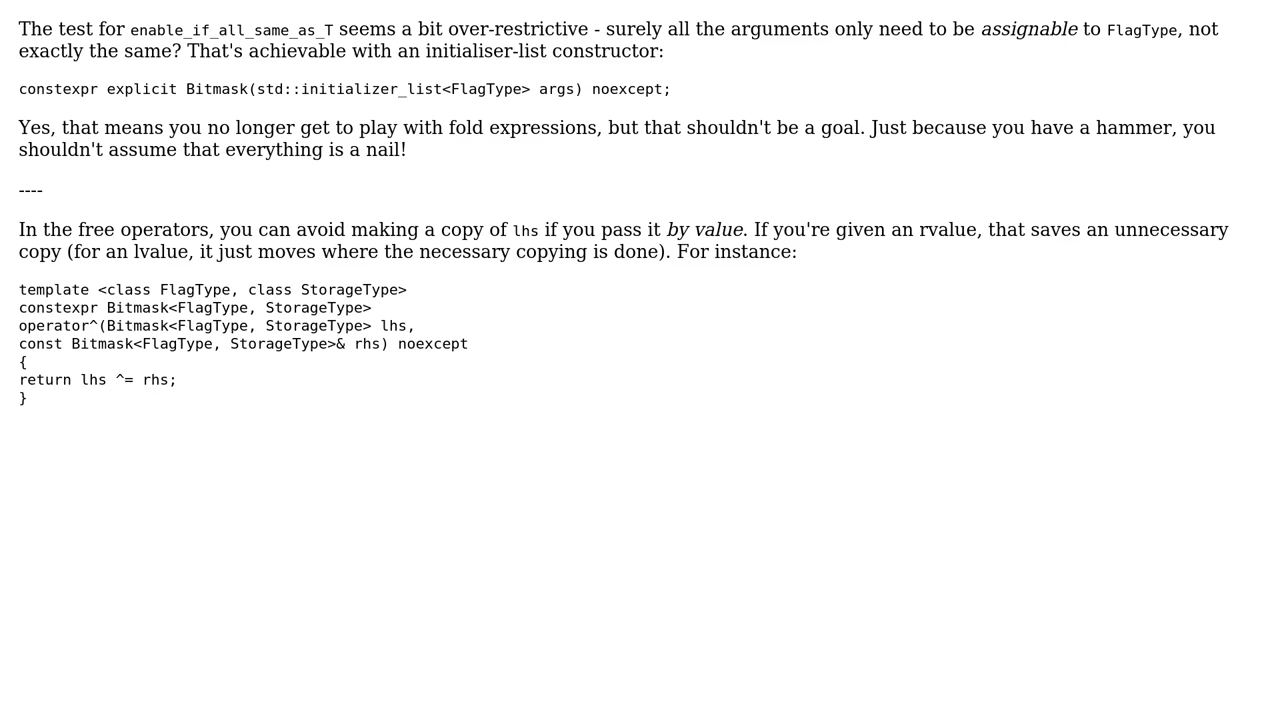 The test for enable_if_all_same_as_T seems a bit over-restrictive - surely all the arguments only need to be assignable to FlagType, not
exactly the same? That's achievable with an initialiser-list constructor:
constexpr explicit Bitmask(std::initializer_list<FlagType> args) noexcept;
Yes, that means you no longer get to play with fold expressions, but that shouldn't be a goal. Just because you have a hammer, you
shouldn't assume that everything is a nail!
----
In the free operators, you can avoid making a copy of lhs if you pass it by value. If you're given an rvalue, that saves an unnecessary
copy (for an lvalue, it just moves where the necessary copying is done). For instance:
template <class FlagType, class StorageType>
constexpr Bitmask<FlagType, StorageType>
operator^(Bitmask<FlagType, StorageType> lhs,
const Bitmask<FlagType, StorageType>& rhs) noexcept
{
return lhs ^= rhs;
}